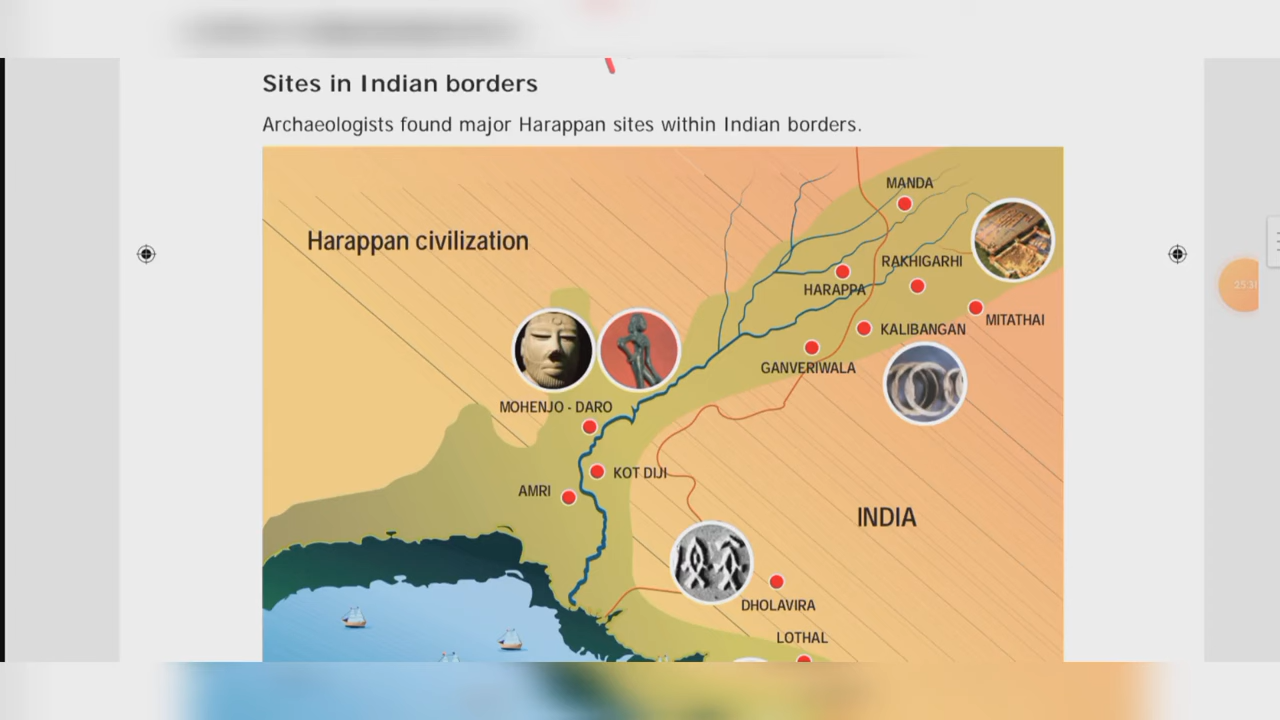 Sites in Indian borders
Archaeologists found major Harappan sites within Indian borders.
MANDA
Harappan civilization
RAKHIGARHI
HARAPPA
MITATHAI
KALIBANGAN
GANVERIWALA
MOHENJO - DARO
KOT DIJI
AMRI
INDIA
DHOLAVIRA
LOTHAL